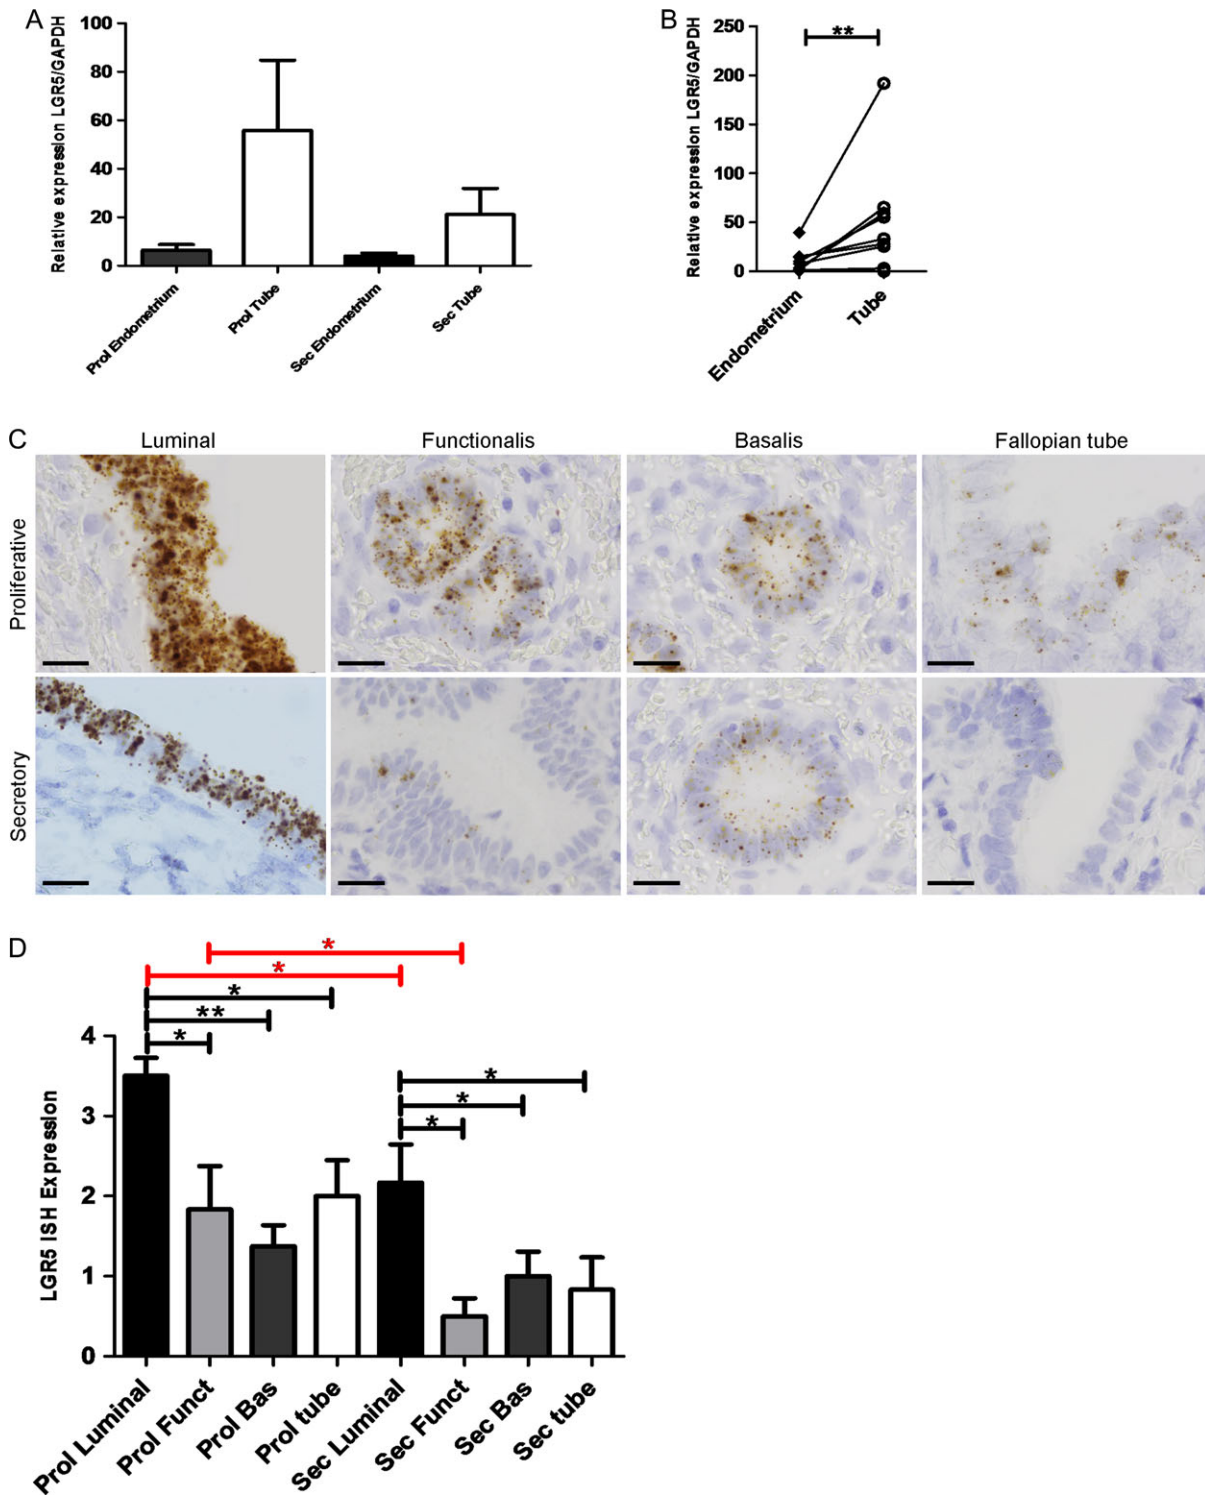 A
Relative expression LGR5/GAPDH
100
80
60
40
20
0
Prol Endometrium
Prol Tube
Sec Endometrium
Sec Tube
B
Relative expression LGR5/GAPDH
250
200
150
100
50
0
**
Endometrium
Tube
C
Luminal
Functionalis
Basalis
Fallopian tube
Proliferative
Secretory
D
*
*
*
**
*
*
*
*
LGR5 ISH Expression
4
3
2
1
0
Prol Luminal
Prol Funct
Prol Bas
Prol tube
Sec Luminal
Sec Funct
Sec Bas
Sec tube